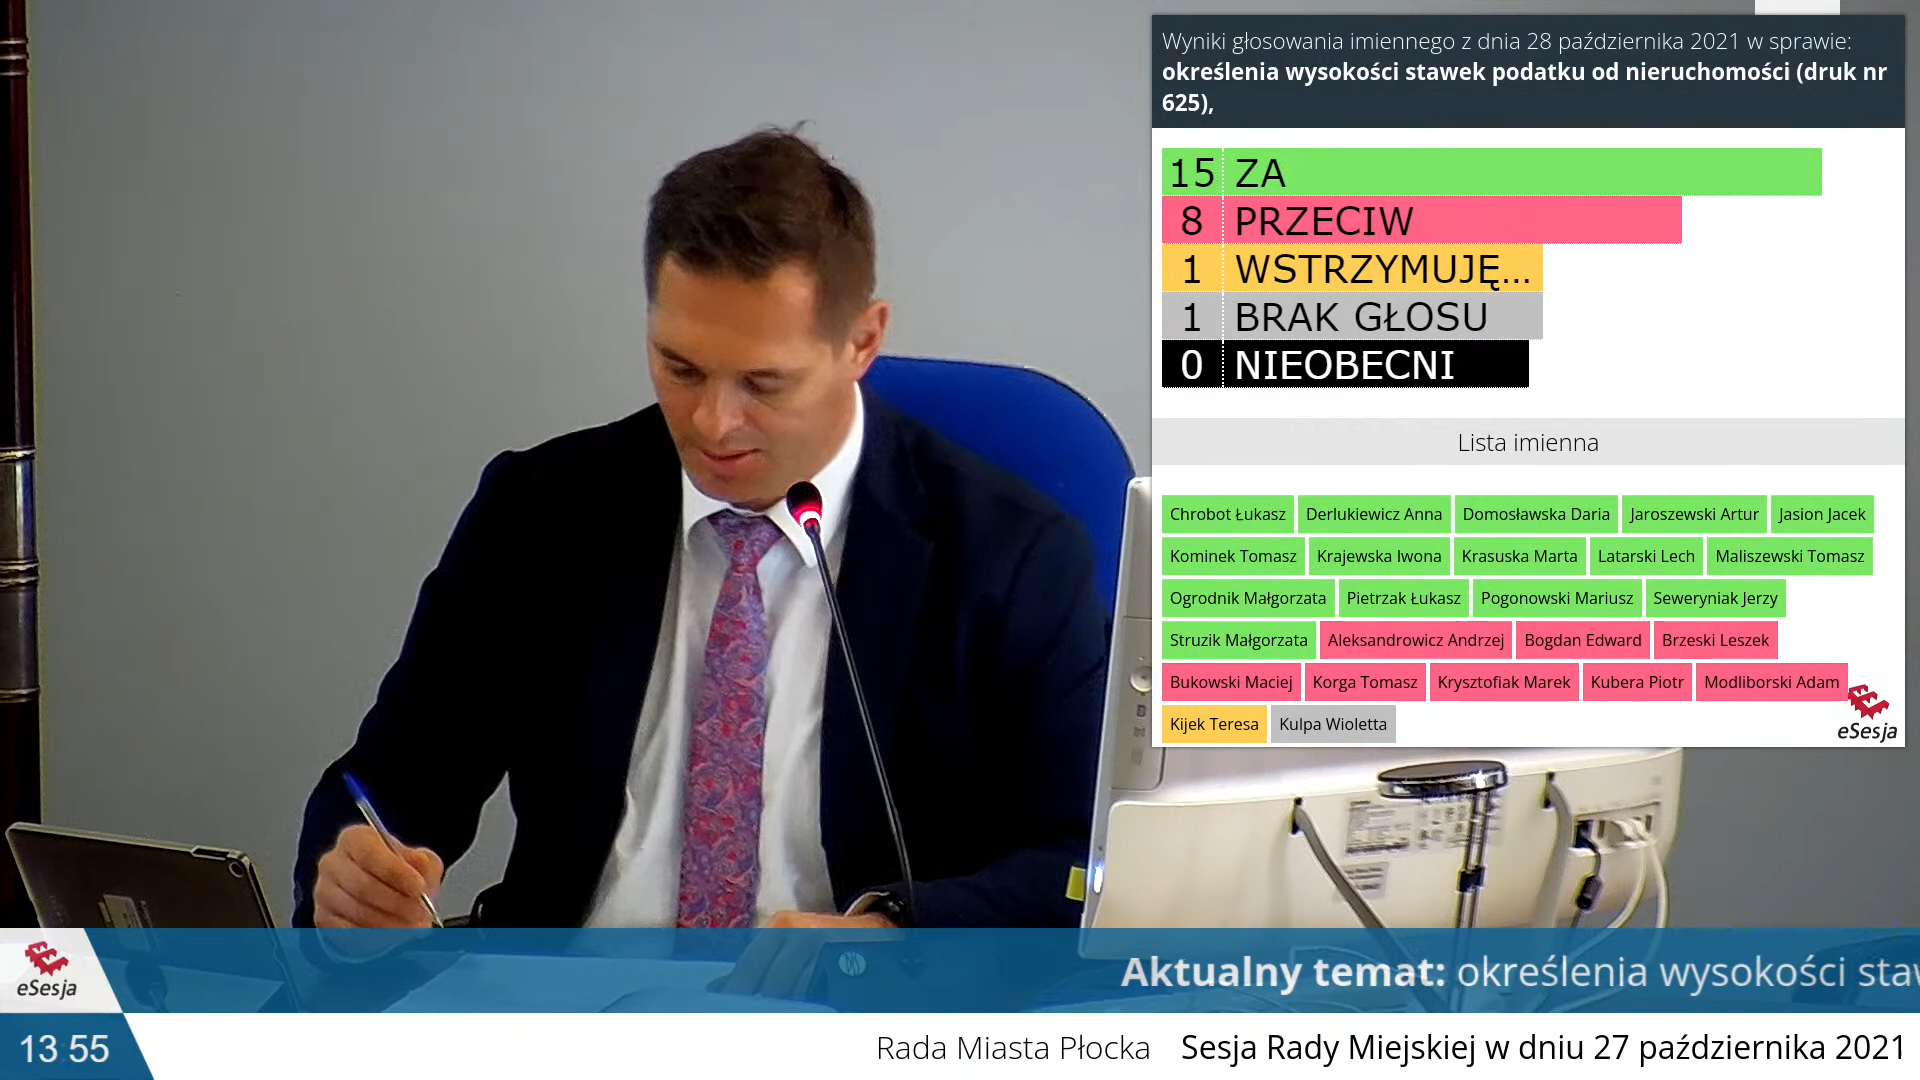 Wyniki głosowania imiennego z dnia 28 października 2021 w sprawie:
określenia wysokości stawek podatku od nieruchomości (druk nr
625),
15 ZA
8 PRZECIW
1 WSTRZYMUJĘ...
1 BRAK GŁOSU
0 NIEOBECNI
Lista imienna
Chrobot Łukasz Derlukiewicz Anna Domosławska Daria Jaroszewski Artur Jasion Jacek
Kominek Tomasz Krajewska Iwona Krasuska Marta Latarski Lech Maliszewski Tomasz
Ogrodnik Małgorzata Pietrzak Łukasz Pogonowski Mariusz Seweryniak Jerzy
Struzik Małgorzata Aleksandrowicz Andrzej Bogdan Edward Brzeski Leszek
Bukowski Maciej Korga Tomasz Krysztofiak Marek Kubera Piotr Modliborski Adam
Kijek Teresa Kulpa Wioletta
eSesja
eSesja
Aktualny temat: określenia wysokości staw
13:55
Rada Miasta Płocka Sesja Rady Miejskiej w dniu 27 października 2021